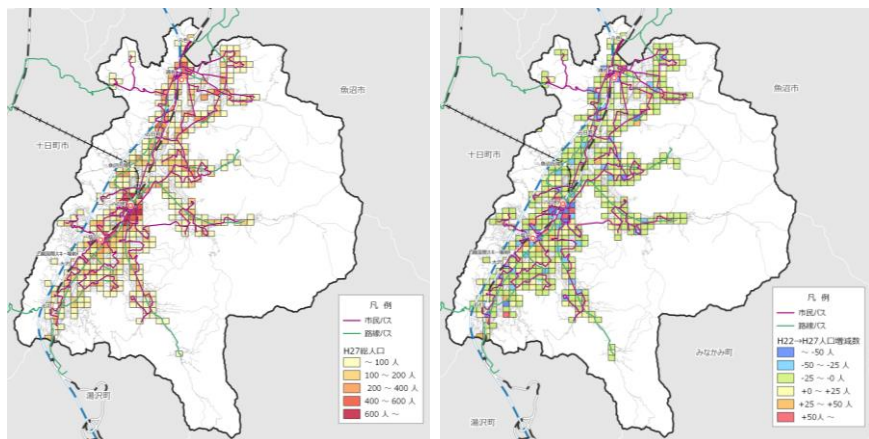 魚沼市
十日町市
湯沢町
凡 例
市民バス
路線バス
H27総人口
～ 100 人
100 ～ 200 人
200 ～ 400 人
400 ～ 600 人
600 人 ～
魚沼市
十日町市
みなかみ町
湯沢町
凡 例
市民バス
路線バス
H22→H27人口増減数
～ -50 人
-50 ～ -25 人
-25 ～ -0 人
+0 ～ +25 人
+25 ～ +50 人
+50人 ～